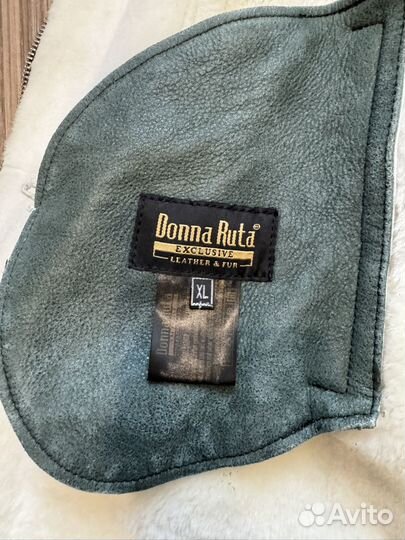 Donna Ruta®
EXCLUSIVE
LEATHER & FUR
XL
Avito